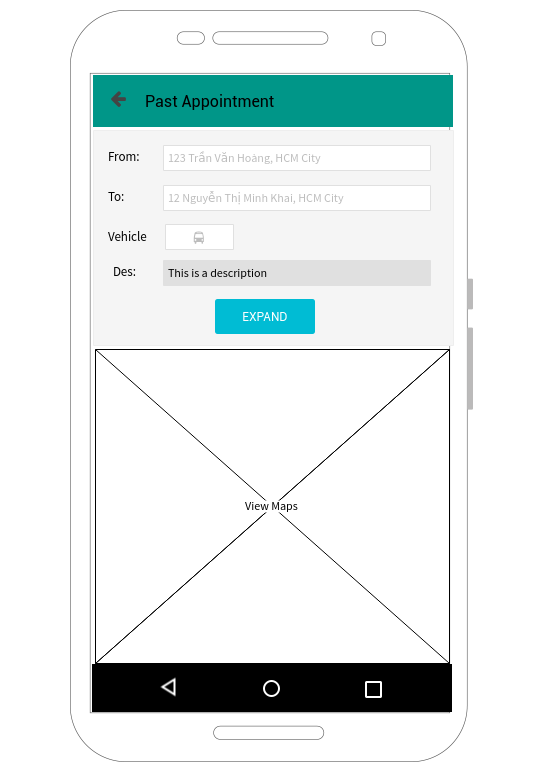 Past Appointment
From: 123 Trần Văn Hoàng, HCM City
To: 12 Nguyễn Thị Minh Khai, HCM City
Vehicle
Des: This is a description
EXPAND
View Maps